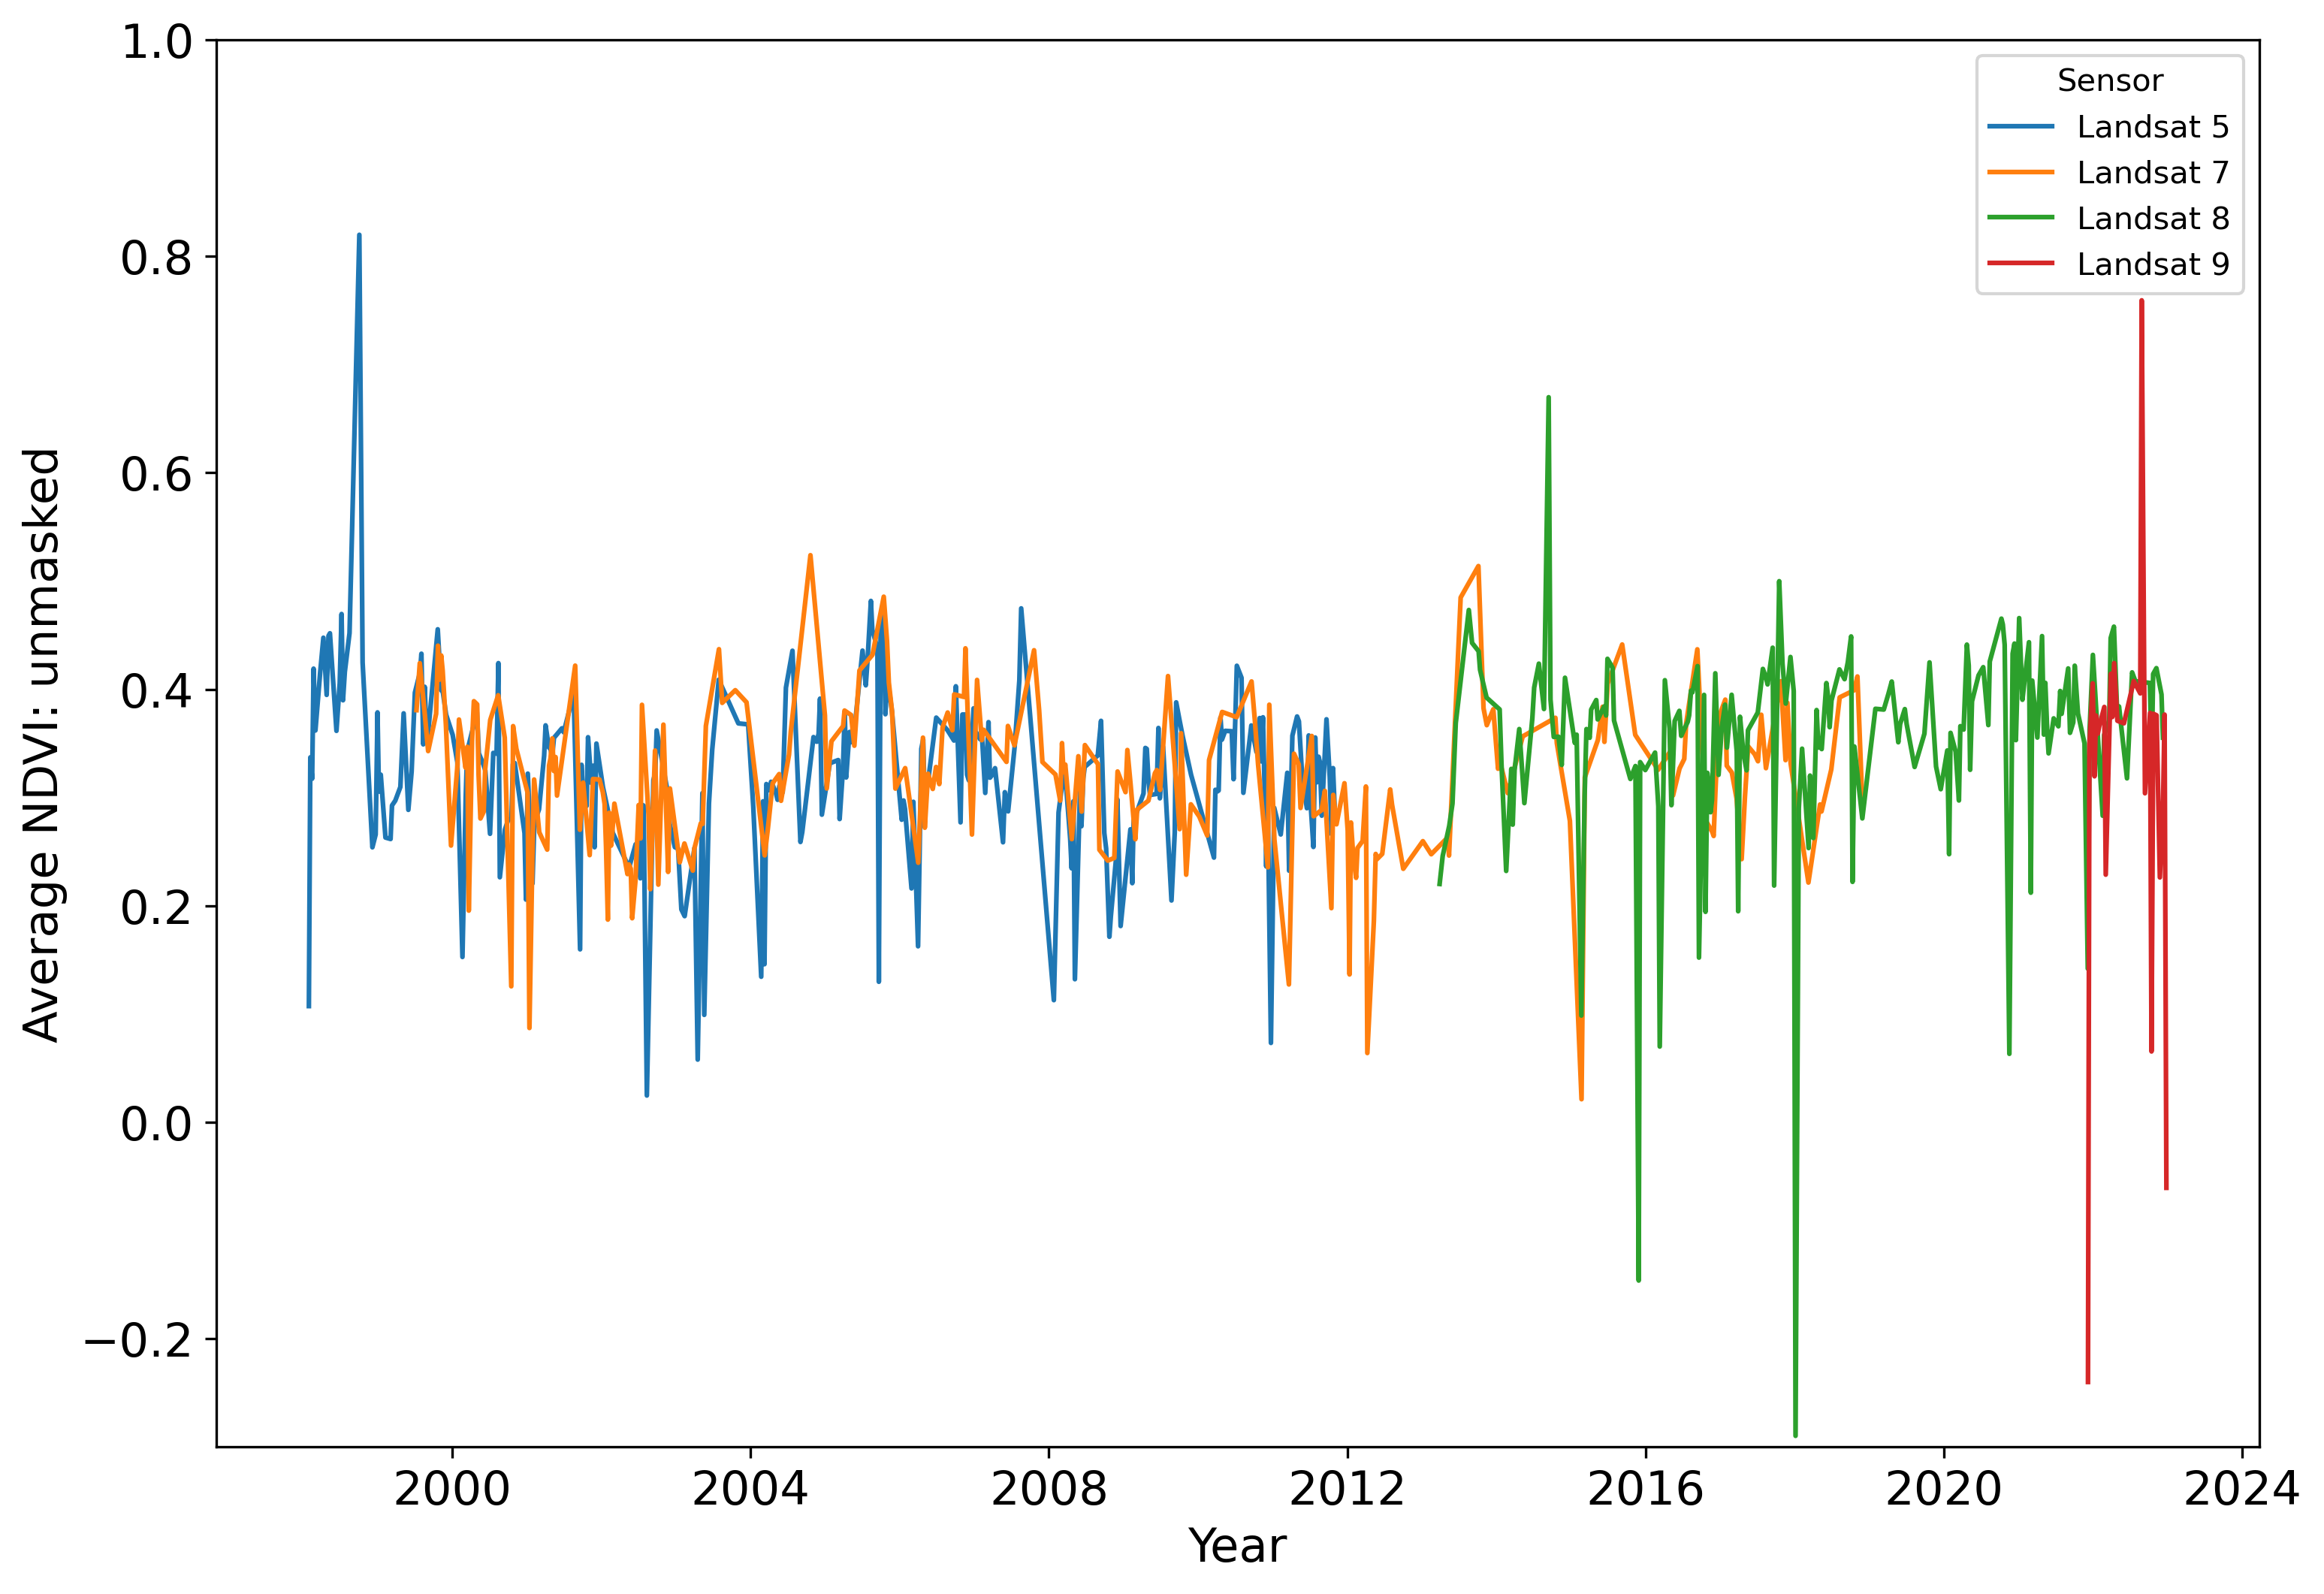 1.0
0.8
0.6
0.4
0.2
0.0
−0.2
Average NDVI: unmasked
Sensor
Landsat 5
Landsat 7
Landsat 8
Landsat 9
2000 2004 2008 2012 2016 2020 2024
Year